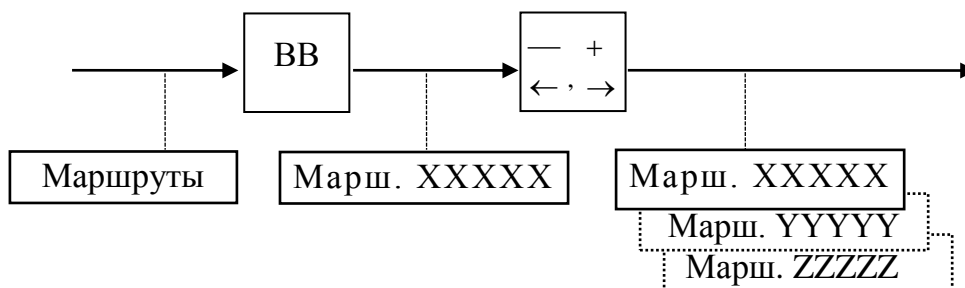 ВВ
— +
← , →
Маршруты
Марш. XXXXX
Марш. XXXXX
Марш. YYYYY
Марш. ZZZZZ